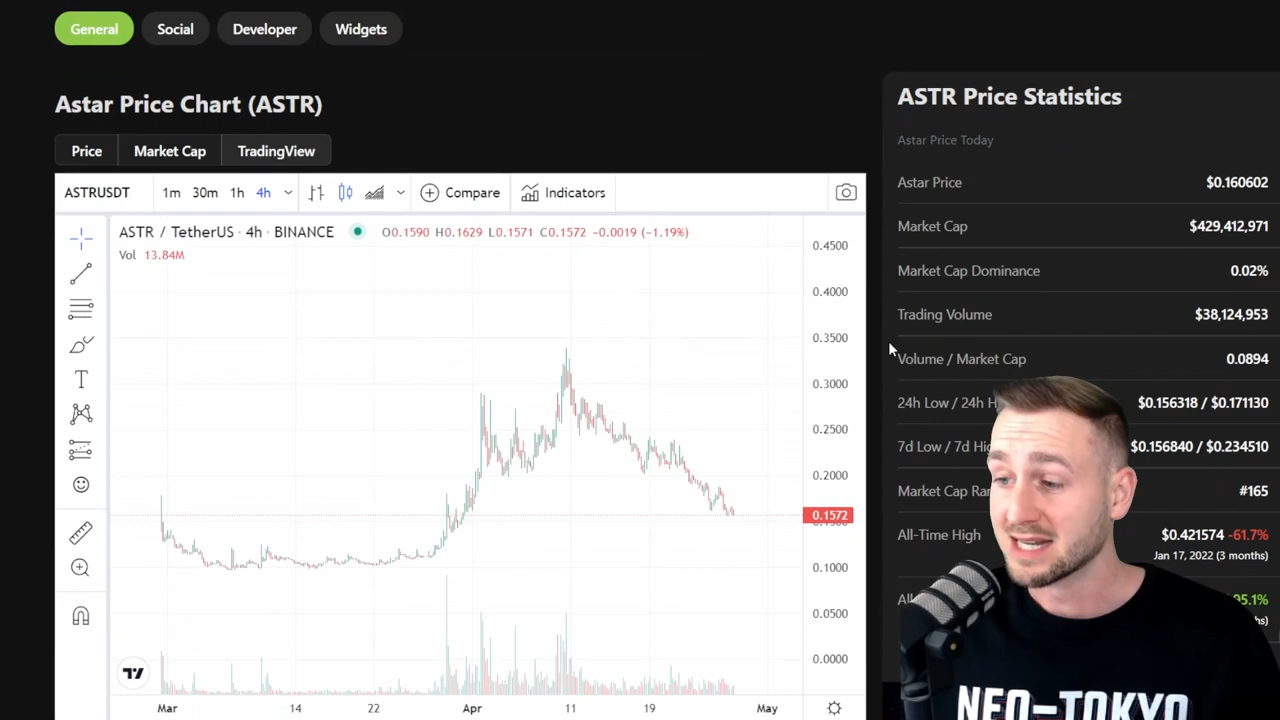 General Social Developer Widgets
Astar Price Chart (ASTR)
Price Market Cap TradingView
ASTRUSDT 1m 30m 1h 4h Compare Indicators
ASTR / TetherUS · 4h · BINANCE O0.1590 H0.1629 L0.1571 C0.1572 −0.0019 (−1.19%)
Vol 13.84M
0.4500
0.4000
0.3500
0.3000
0.2500
0.2000
0.1572
0.1000
0.0500
0.0000
Mar 14 22 Apr 11 19 May
ASTR Price Statistics
Astar Price Today
Astar Price $0.160602
Market Cap $429,412,971
Market Cap Dominance 0.02%
Trading Volume $38,124,953
Volume / Market Cap 0.0894
24h Low / 24h $0.156318 / $0.171130
7d Low / 7d $0.156840 / $0.234510
Market Cap #165
All-Time High $0.421574 -61.7%
Jan 17, 2022 (3 months)
95.1%
NEO-TOKYO